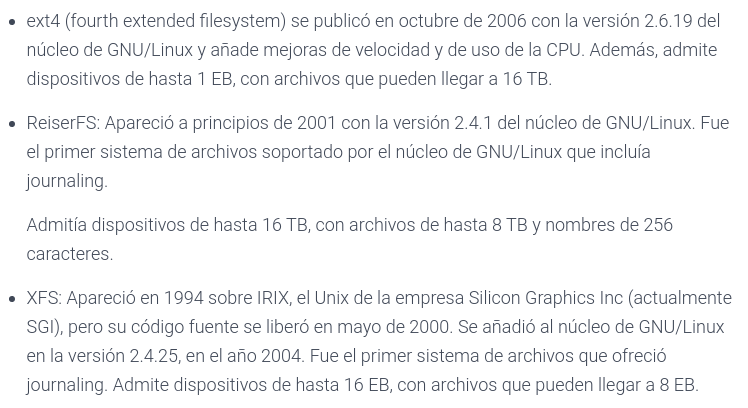 • ext4 (fourth extended filesystem) se publicó en octubre de 2006 con la versión 2.6.19 del
núcleo de GNU/Linux y añade mejoras de velocidad y de uso de la CPU. Además, admite
dispositivos de hasta 1 EB, con archivos que pueden llegar a 16 TB.
• ReiserFS: Apareció a principios de 2001 con la versión 2.4.1 del núcleo de GNU/Linux. Fue
el primer sistema de archivos soportado por el núcleo de GNU/Linux que incluía
journaling.
Admitía dispositivos de hasta 16 TB, con archivos de hasta 8 TB y nombres de 256
caracteres.
• XFS: Apareció en 1994 sobre IRIX, el Unix de la empresa Silicon Graphics Inc (actualmente
SGI), pero su código fuente se liberó en mayo de 2000. Se añadió al núcleo de GNU/Linux
en la versión 2.4.25, en el año 2004. Fue el primer sistema de archivos que ofreció
journaling. Admite dispositivos de hasta 16 EB, con archivos que pueden llegar a 8 EB.